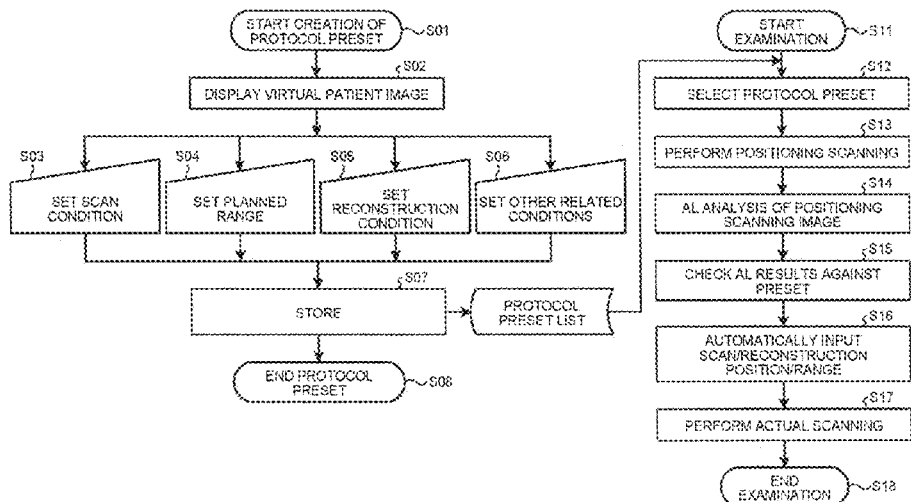 START CREATION OF
PROTOCOL PRESET
S01
S02
DISPLAY VIRTUAL PATIENT IMAGE
S03
SET SCAN
CONDITION
S04
SET PLANNED
RANGE
S05
SET
RECONSTRUCTION
CONDITION
S06
SET OTHER RELATED
CONDITIONS
S07
STORE
PROTOCOL
PRESET LIST
END PROTOCOL
PRESET
S08
START
EXAMINATION
S11
S12
SELECT PROTOCOL PRESET
S13
PERFORM POSITIONING SCANNING
S14
AL ANALYSIS OF POSITIONING
SCANNING IMAGE
S15
CHECK AL RESULTS AGAINST
PRESET
S16
AUTOMATICALLY INPUT
SCAN/RECONSTRUCTION
POSITION/RANGE
S17
PERFORM ACTUAL SCANNING
END
EXAMINATION
S18